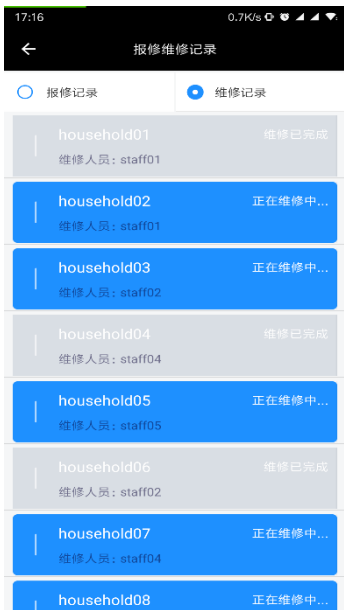 17:16
0.7K/s
报修维修记录
报修记录
维修记录
household01
维修已完成
维修人员: staff01
household02
正在维修中...
维修人员: staff01
household03
正在维修中...
维修人员: staff02
household04
维修已完成
维修人员: staff04
household05
正在维修中...
维修人员: staff05
household06
维修已完成
维修人员: staff02
household07
正在维修中...
维修人员: staff04
household08
正在维修中...